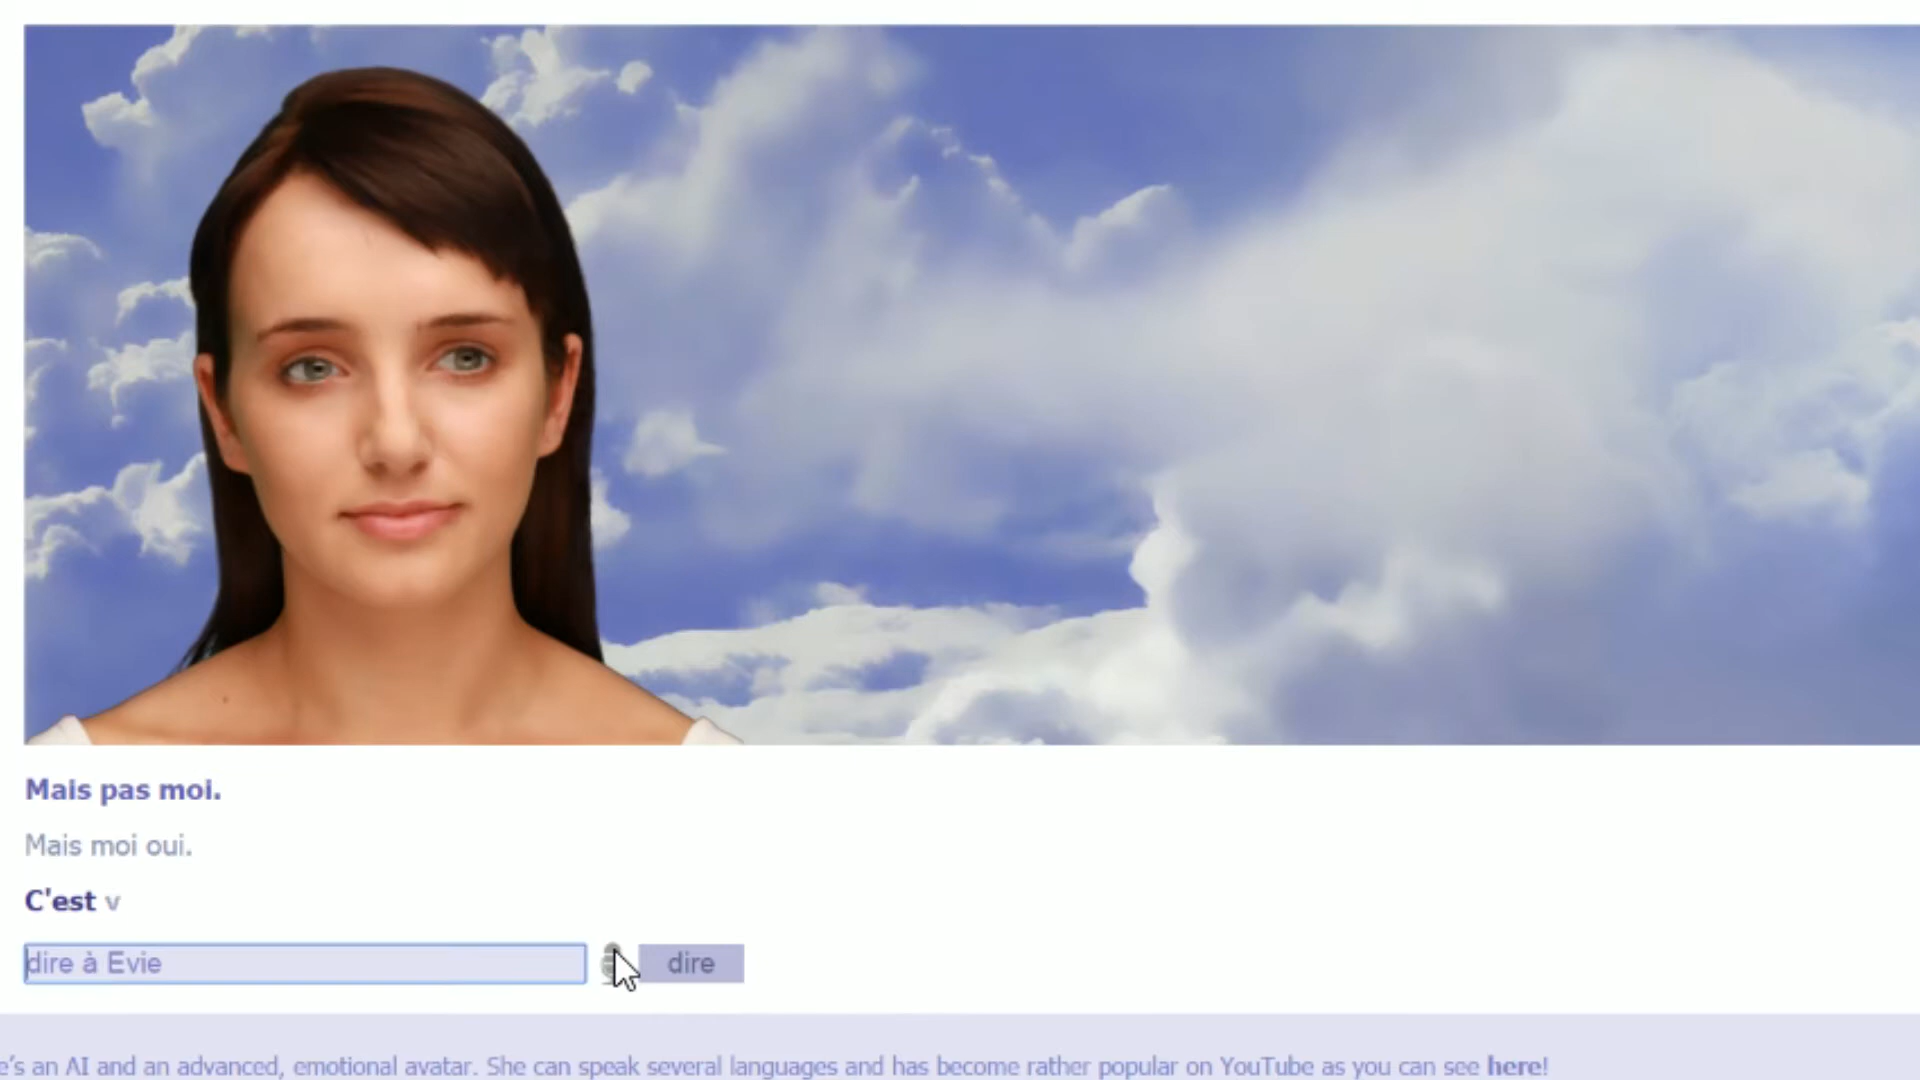 Mais pas moi.
Mais moi oui.
C'est v
dire à Evie
dire
e's an AI and an advanced, emotional avatar. She can speak several languages and has become rather popular on YouTube as you can see here!